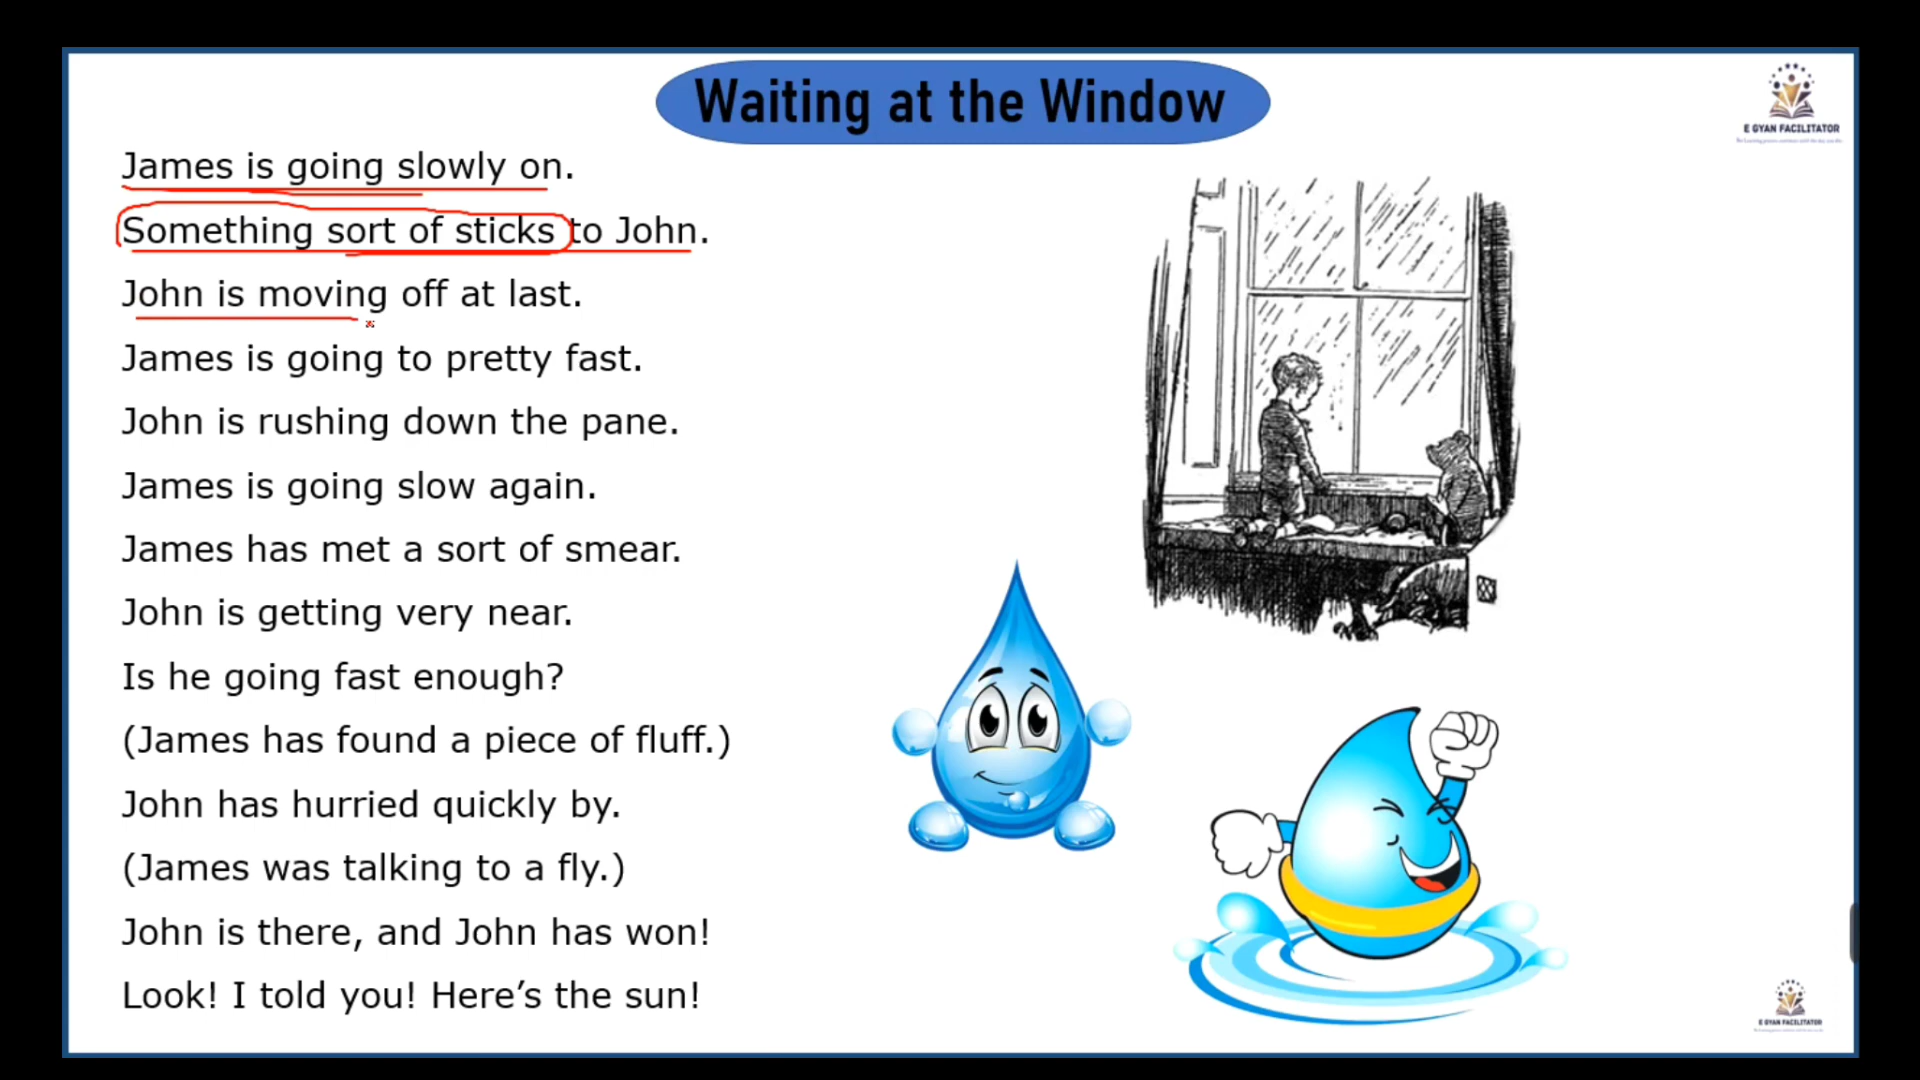 Waiting at the Window
E GYAN FACILITATOR
James is going slowly on.
Something sort of sticks to John.
John is moving off at last.
James is going to pretty fast.
John is rushing down the pane.
James is going slow again.
James has met a sort of smear.
John is getting very near.
Is he going fast enough?
(James has found a piece of fluff.)
John has hurried quickly by.
(James was talking to a fly.)
John is there, and John has won!
Look! I told you! Here’s the sun!
E GYAN FACILITATOR